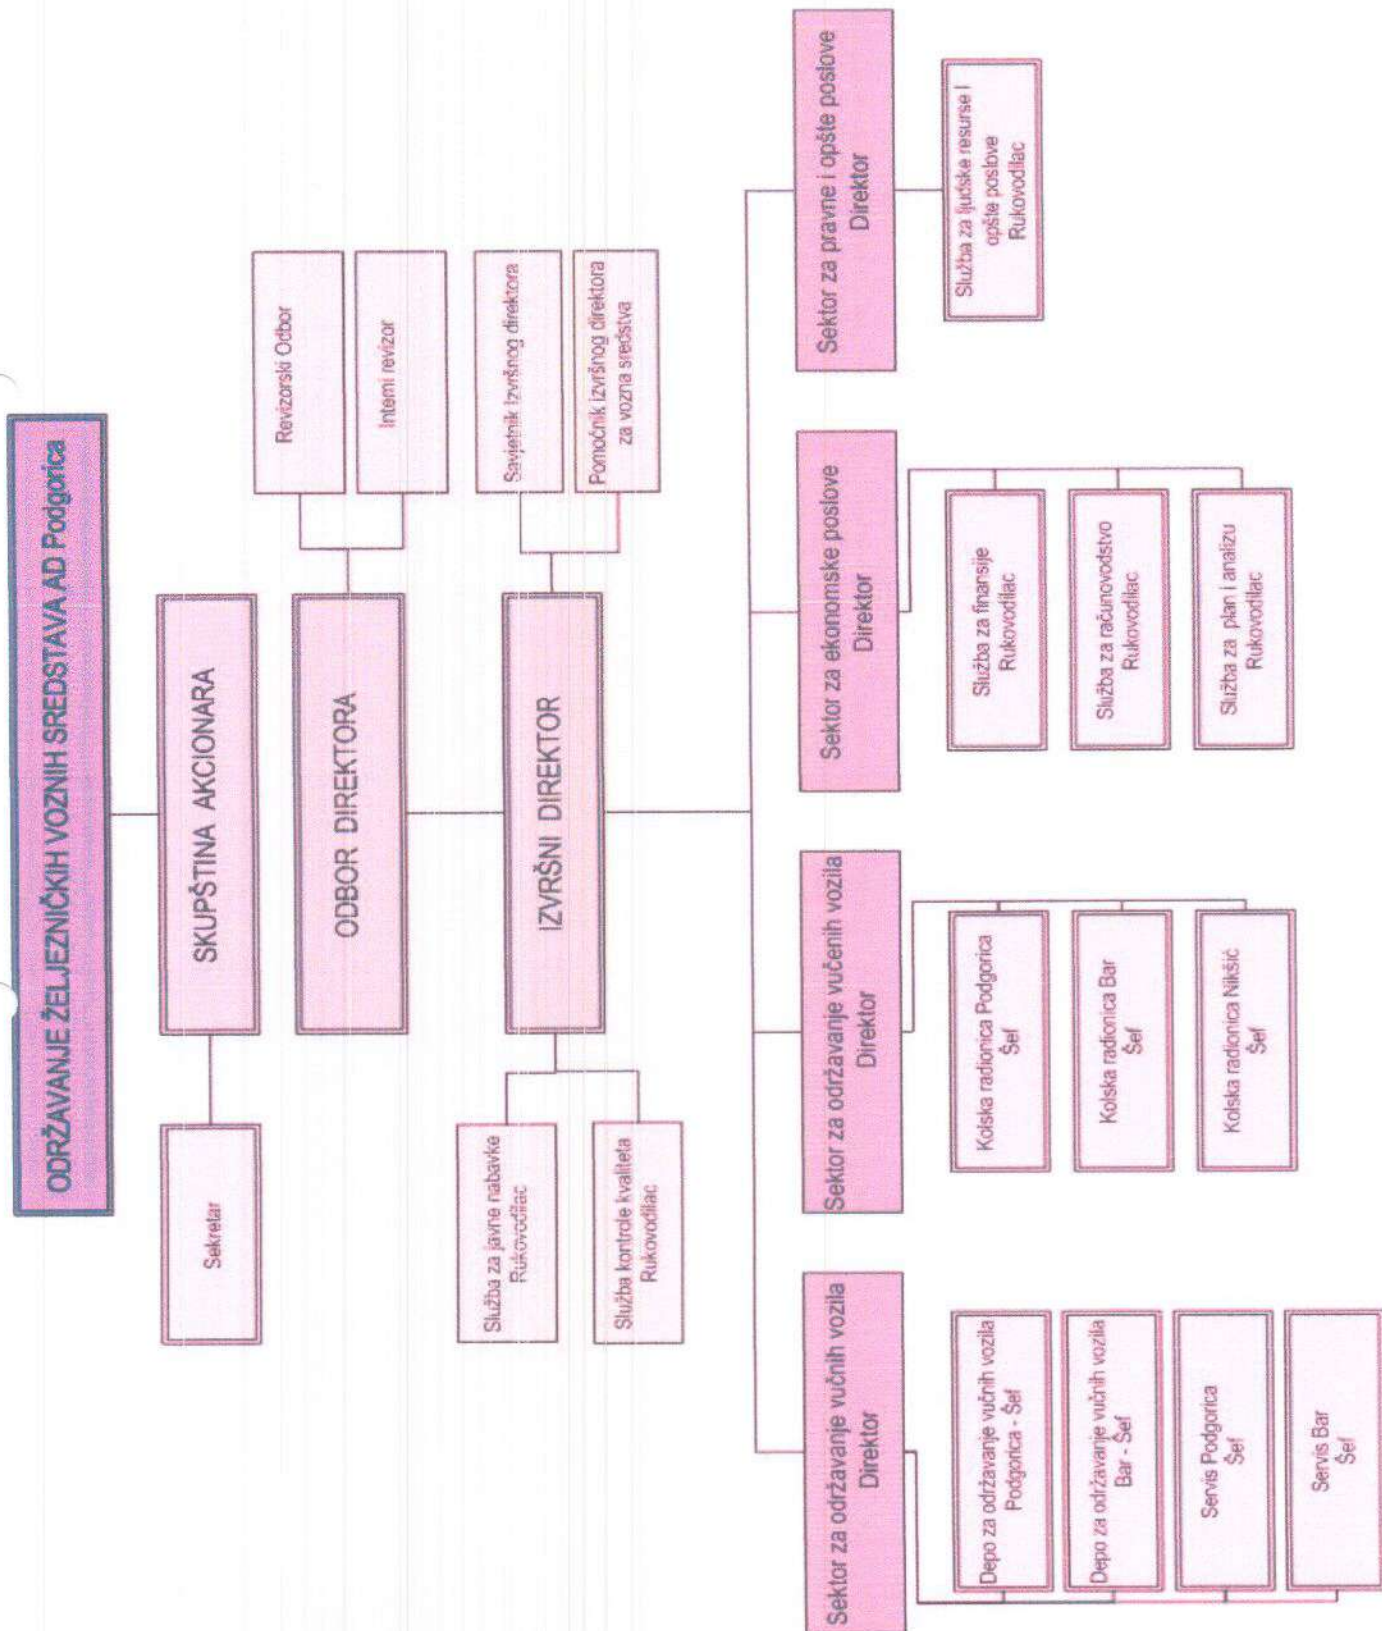 ODRŽAVANJE ŽELJEZNIČKIH VOZNIH SREDSTAVA AD Podgorica
SKUPŠTINA AKCIONARA
Sekretar
ODBOR DIREKTORA
Revizorski Odbor
Interni revizor
IZVRŠNI DIREKTOR
Služba za javne nabavke
Rukovodilac
Služba kontrole kvaliteta
Rukovodilac
Savjetnik Izvršnog direktora
Pomoćnik izvršnog direktora
za vozna sredstva
Sektor za održavanje vučnih vozila
Direktor
Depo za održavanje vučnih vozila
Podgorica - Šef
Depo za održavanje vučnih vozila
Bar - Šef
Servis Podgorica
Šef
Servis Bar
Šef
Sektor za održavanje vučenih vozila
Direktor
Kolska radionica Podgorica
Šef
Kolska radionica Bar
Šef
Kolska radionica Nikšić
Šef
Sektor za ekonomske poslove
Direktor
Služba za finansije
Rukovodilac
Služba za računovodstvo
Rukovodilac
Služba za plan i analizu
Rukovodilac
Sektor za pravne i opšte poslove
Direktor
Služba za ljudske resurse I
opšte poslove
Rukovodilac